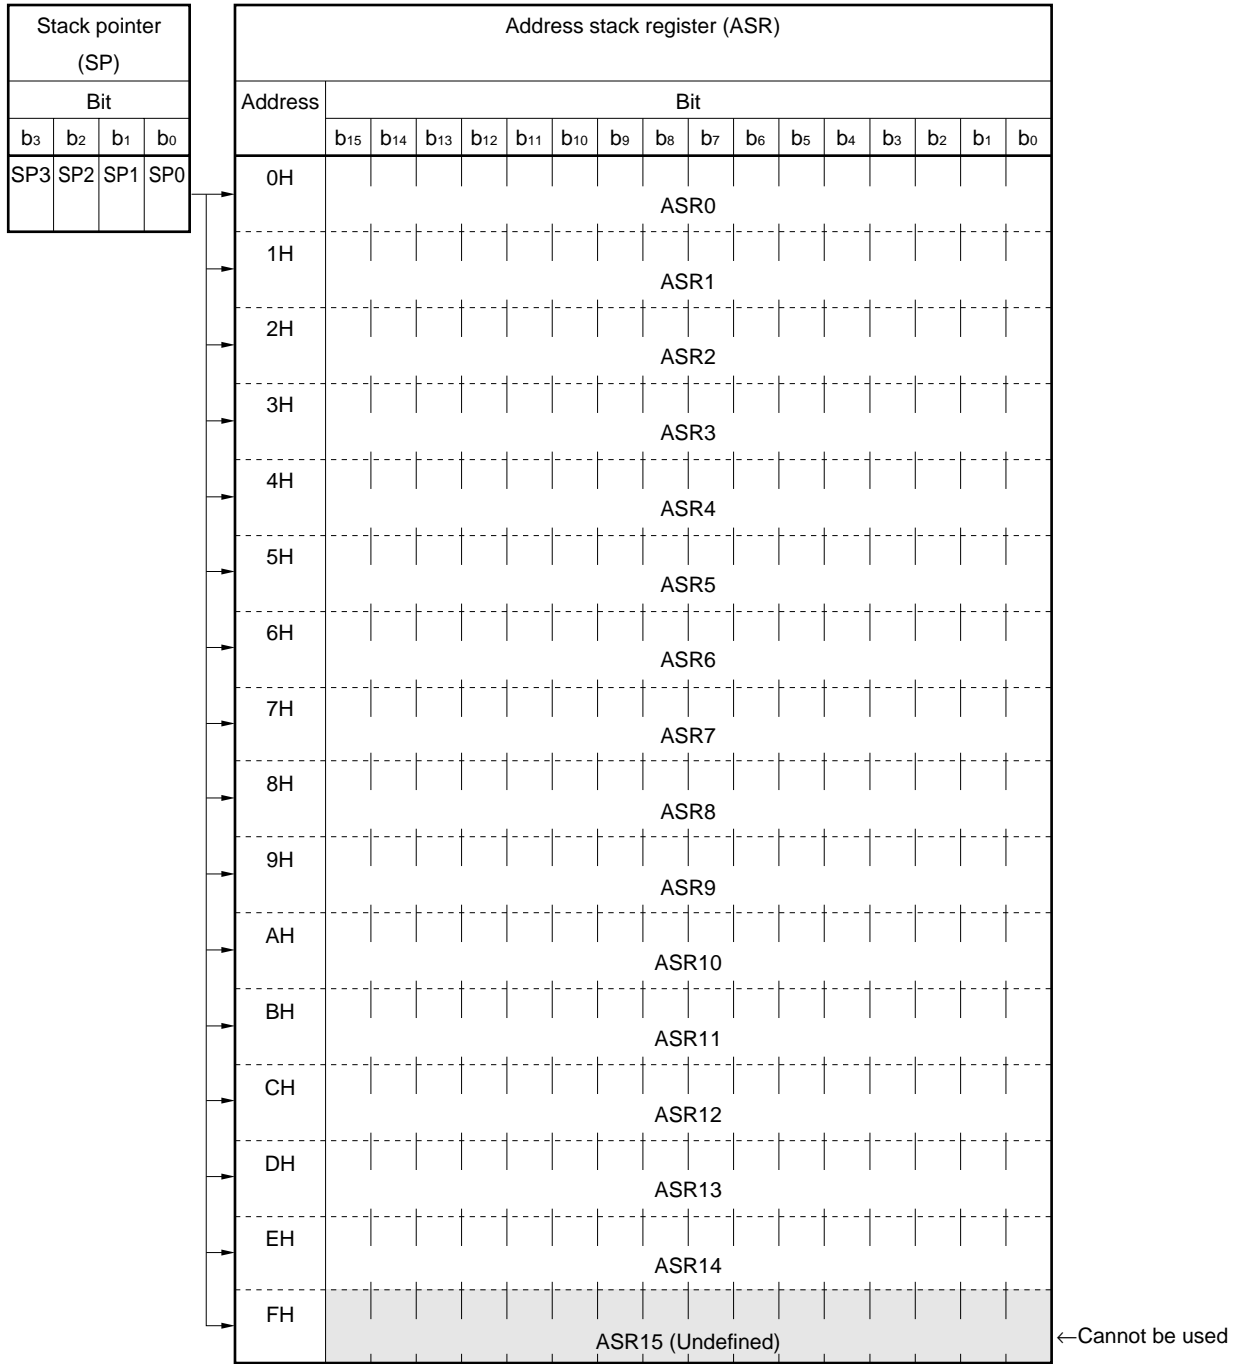 Stack pointer
(SP)
Bit
b3 b2 b1 b0
SP3 SP2 SP1 SP0
Address stack register (ASR)
Address
Bit
b15 b14 b13 b12 b11 b10 b9 b8 b7 b6 b5 b4 b3 b2 b1 b0
0H
ASR0
1H
ASR1
2H
ASR2
3H
ASR3
4H
ASR4
5H
ASR5
6H
ASR6
7H
ASR7
8H
ASR8
9H
ASR9
AH
ASR10
BH
ASR11
CH
ASR12
DH
ASR13
EH
ASR14
FH
ASR15 (Undefined)
←Cannot be used